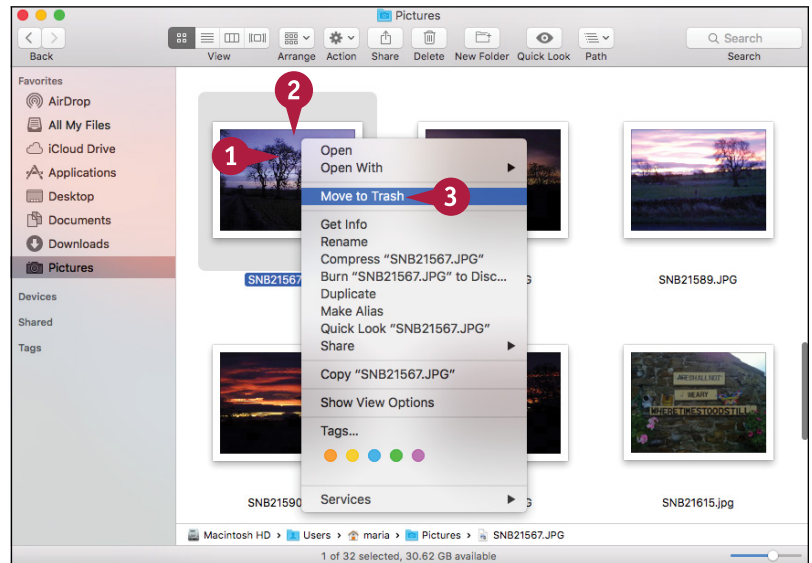 Pictures
Back
View
Arrange
Action
Share
Delete
New Folder
Quick Look
Path
Search
Search
Favorites
AirDrop
All My Files
iCloud Drive
Applications
Desktop
Documents
Downloads
Pictures
Devices
Shared
Tags
2
1
3
Open
Open With
Move to Trash
Get Info
Rename
Compress “SNB21567.JPG”
Burn “SNB21567.JPG” to Disc...
Duplicate
Make Alias
Quick Look “SNB21567.JPG”
Share
Copy “SNB21567.JPG”
Show View Options
Tags...
Services
SNB21567
SNB21589.JPG
WEARY
WHERETIMESTOODSTILL
SNB21590
SNB21615.jpg
Macintosh HD › Users › maria › Pictures › SNB21567.JPG
1 of 32 selected, 30.62 GB available